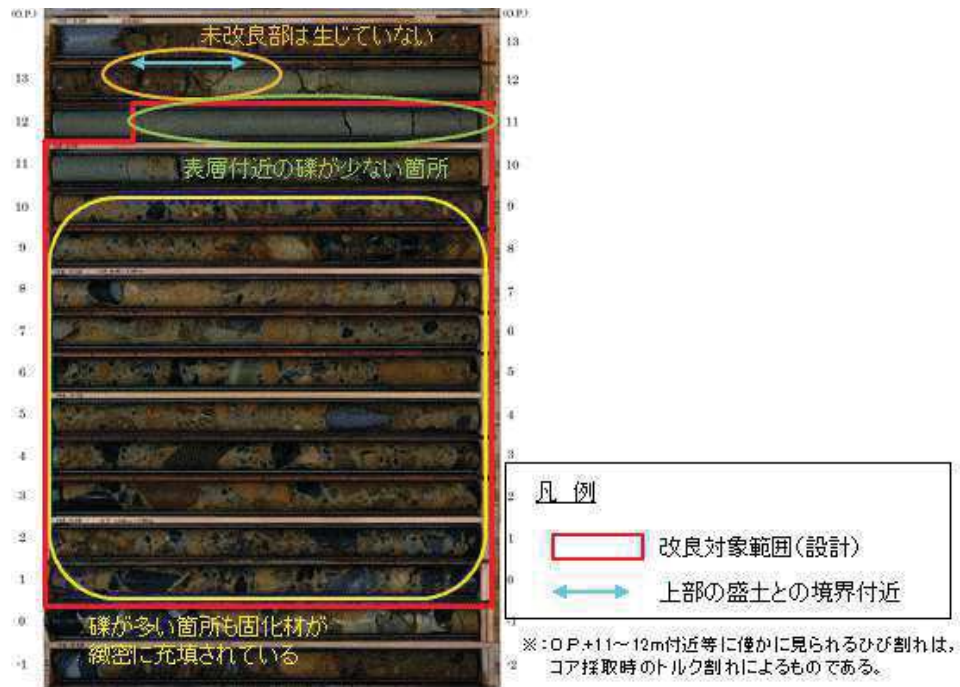 (O.P.)
(O.P.)
未改良部は生じていない
13
13
12
12
11
表層付近の礫が少ない箇所
11
10
10
9
9
8
8
7
7
6
6
5
5
4
4
3
3
2
2
1
1
0
0
-1
-1
-2
礫が多い箇所も固化材が
緻密に充填されている
凡 例
改良対象範囲(設計)
上部の盛土との境界付近
※:O.P.+11~12m付近等に僅かに見られるひび割れは,
コア採取時のトルク割れによるものである。